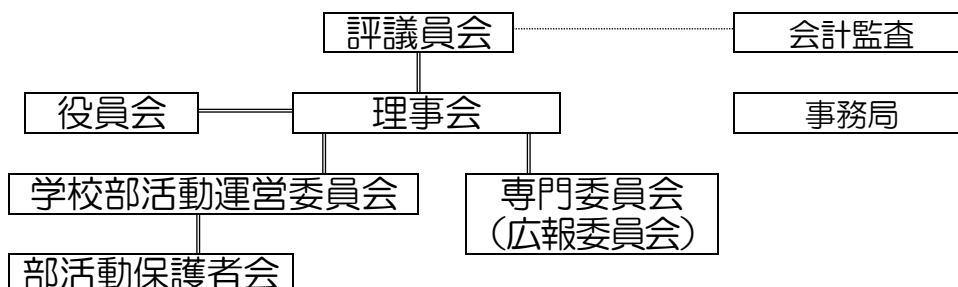 評議員会
会計監査
役員会
理事会
事務局
学校部活動運営委員会
専門委員会
（広報委員会）
部活動保護者会